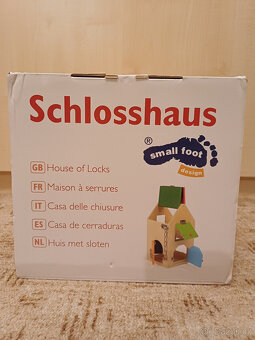 Schlosshaus
®
small foot
design
GB House of Locks
FR Maison à serrures
IT Casa delle chiusure
ES Casa de cerraduras
NL Huis met sloten